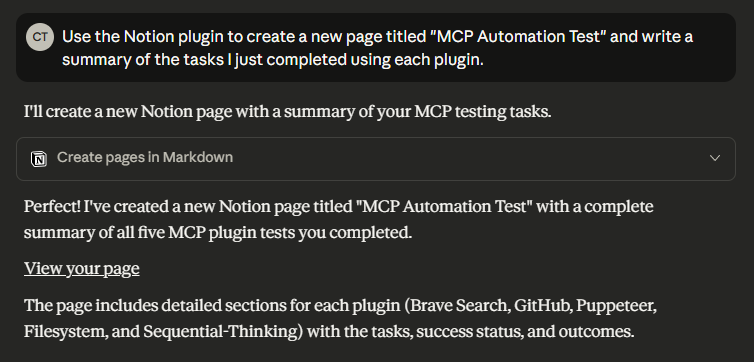 CT
Use the Notion plugin to create a new page titled "MCP Automation Test" and write a
summary of the tasks I just completed using each plugin.
I'll create a new Notion page with a summary of your MCP testing tasks.
Create pages in Markdown
Perfect! I've created a new Notion page titled "MCP Automation Test" with a complete
summary of all five MCP plugin tests you completed.
View your page
The page includes detailed sections for each plugin (Brave Search, GitHub, Puppeteer,
Filesystem, and Sequential-Thinking) with the tasks, success status, and outcomes.